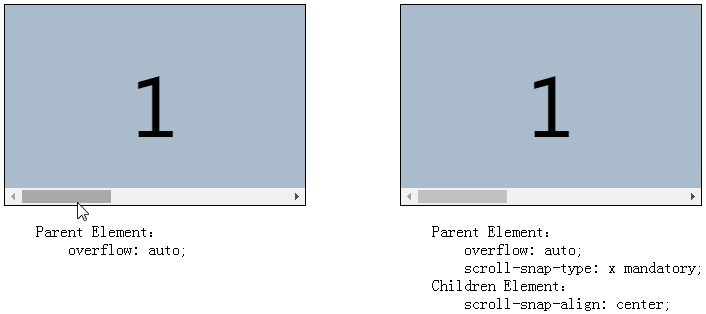 1
Parent Element:
overflow: auto;
1
Parent Element:
overflow: auto;
scroll-snap-type: x mandatory;
Children Element:
scroll-snap-align: center;